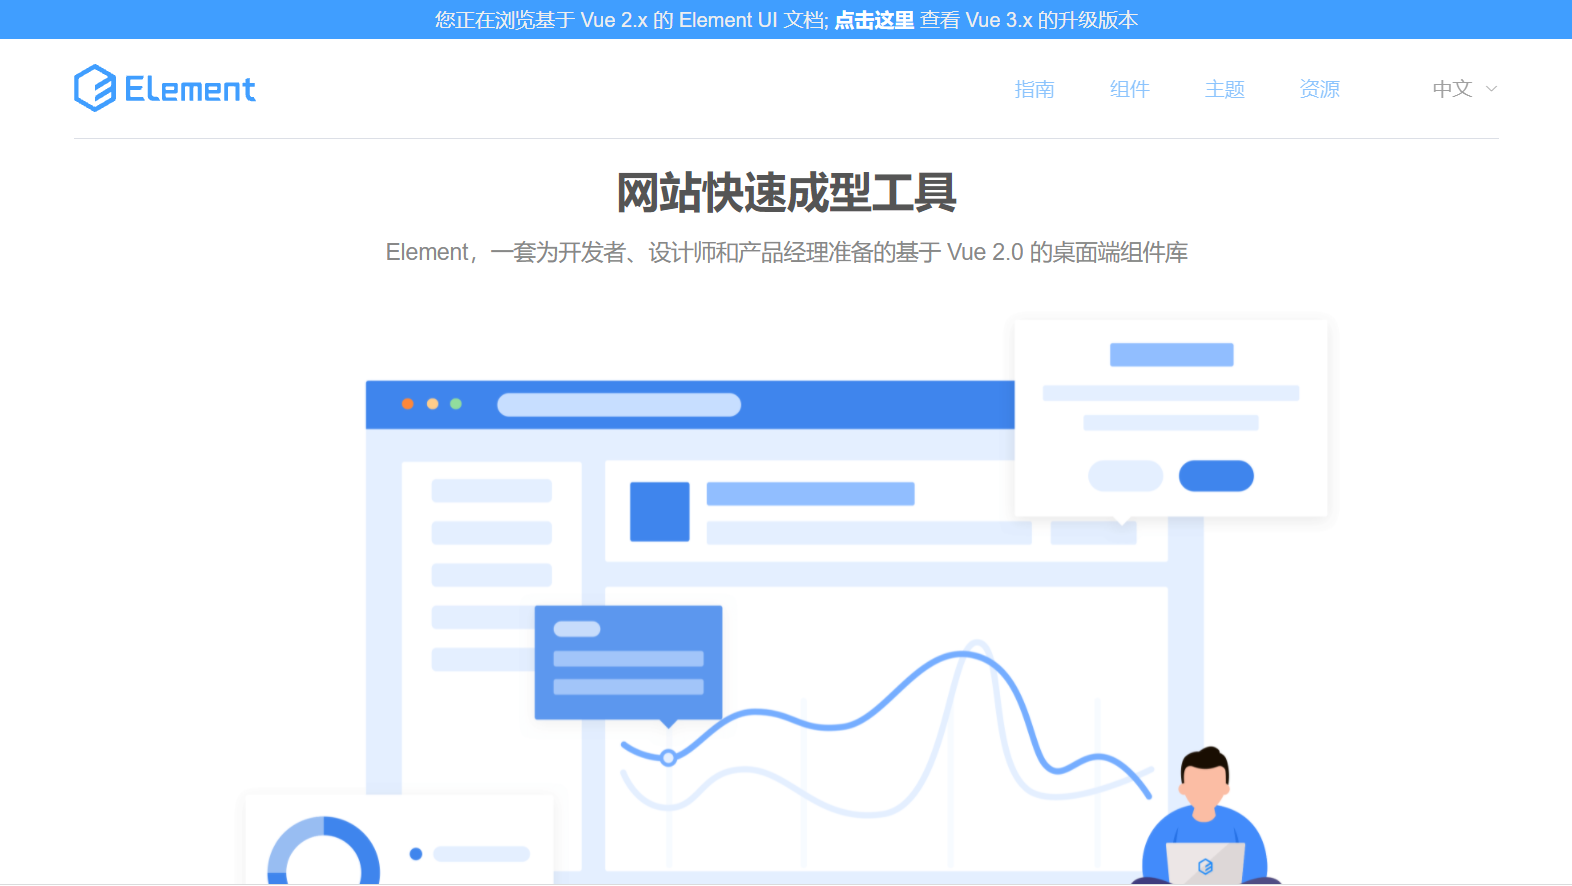 您正在浏览基于 Vue 2.x 的 Element UI 文档; 点击这里 查看 Vue 3.x 的升级版本
Element
指南 组件 主题 资源 中文
网站快速成型工具
Element，一套为开发者、设计师和产品经理准备的基于 Vue 2.0 的桌面端组件库